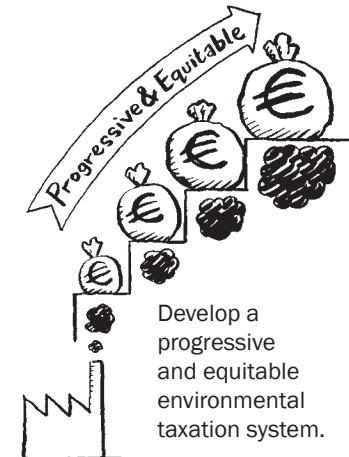 Progressive & Equitable
€
€
€
€
Develop a
progressive
and equitable
environmental
taxation system.